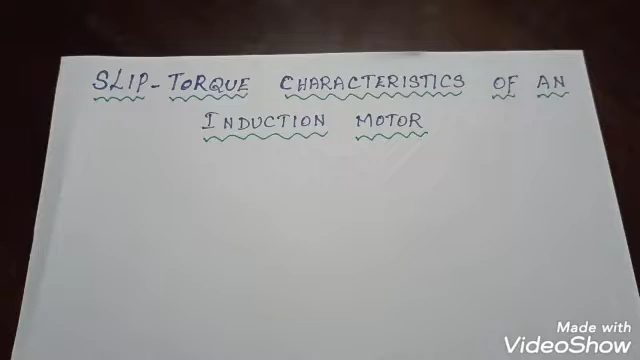 SLIP-TORQUE CHARACTERISTICS OF AN
INDUCTION MOTOR
Made with
VideoShow